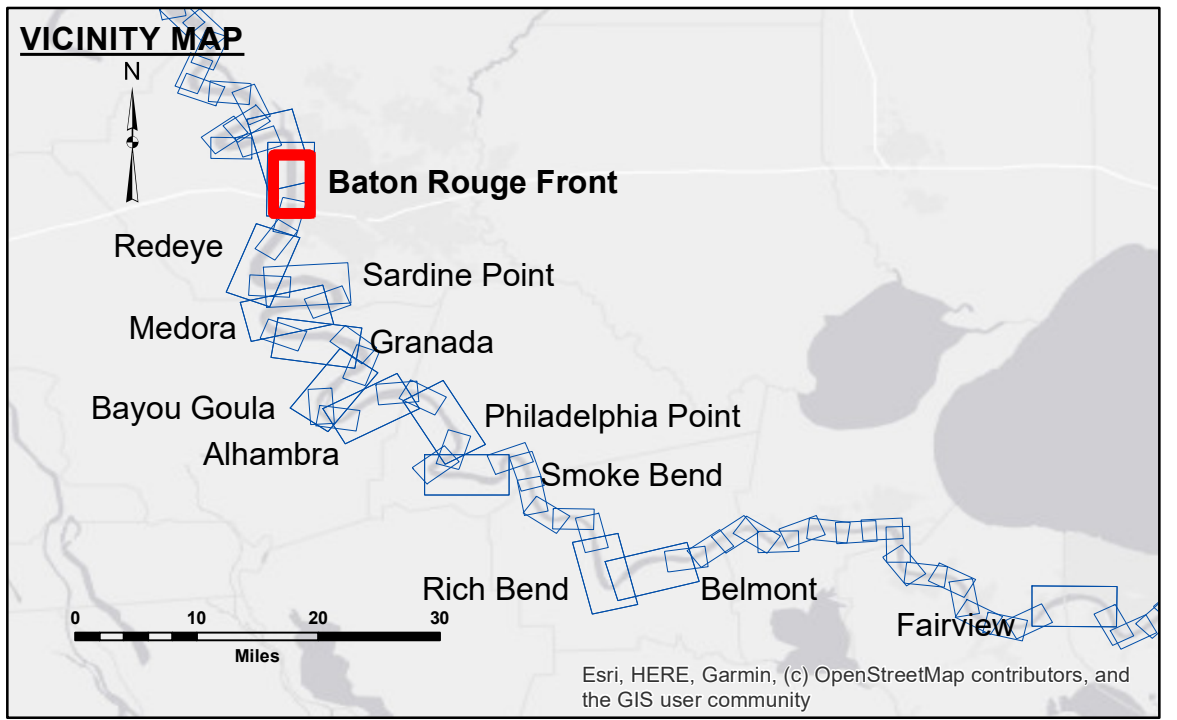 VICINITY MAP
N
Baton Rouge Front
Redeye
Sardine Point
Medora
Granada
Bayou Goula
Philadelphia Point
Alhambra
Smoke Bend
Rich Bend
Belmont
Fairview
0 10 20 30
Miles
Esri, HERE, Garmin, (c) OpenStreetMap contributors, and
the GIS user community